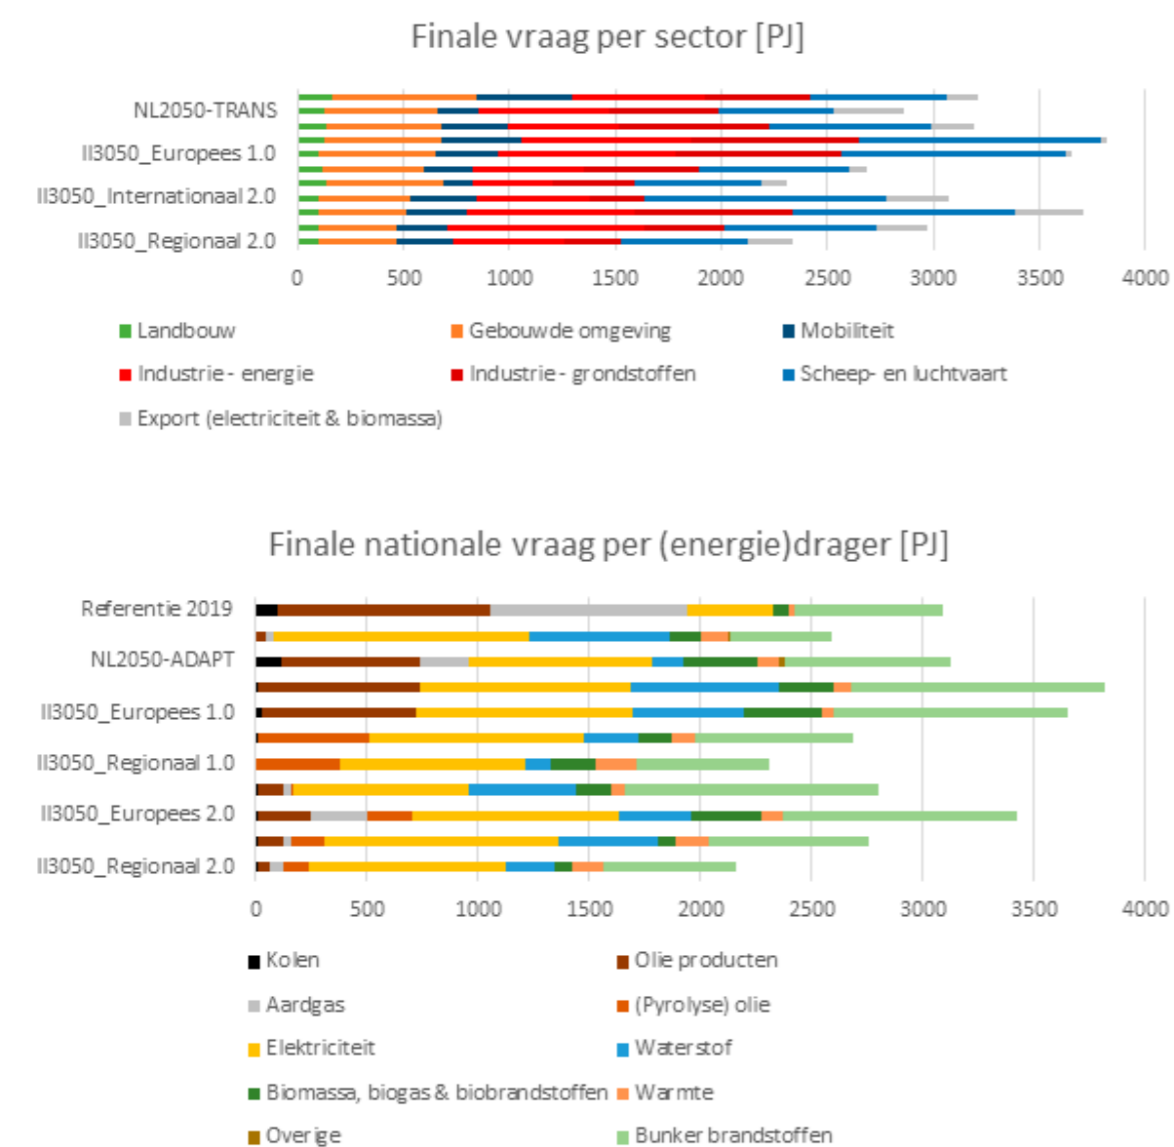 Finale vraag per sector [PJ]
NL2050-TRANS
II3050_Europees 1.0
II3050_Internationaal 2.0
II3050_Regionaal 2.0
0 500 1000 1500 2000 2500 3000 3500 4000
Landbouw Gebouwde omgeving Mobiliteit
Industrie - energie Industrie - grondstoffen Scheep- en luchtvaart
Export (electriciteit & biomassa)
Finale nationale vraag per (energie)drager [PJ]
Referentie 2019
NL2050-ADAPT
II3050_Europees 1.0
II3050_Regionaal 1.0
II3050_Europees 2.0
II3050_Regionaal 2.0
0 500 1000 1500 2000 2500 3000 3500 4000
Kolen Olie producten
Aardgas (Pyrolyse) olie
Elektriciteit Waterstof
Biomassa, biogas & biobrandstoffen Warmte
Overige Bunker brandstoffen